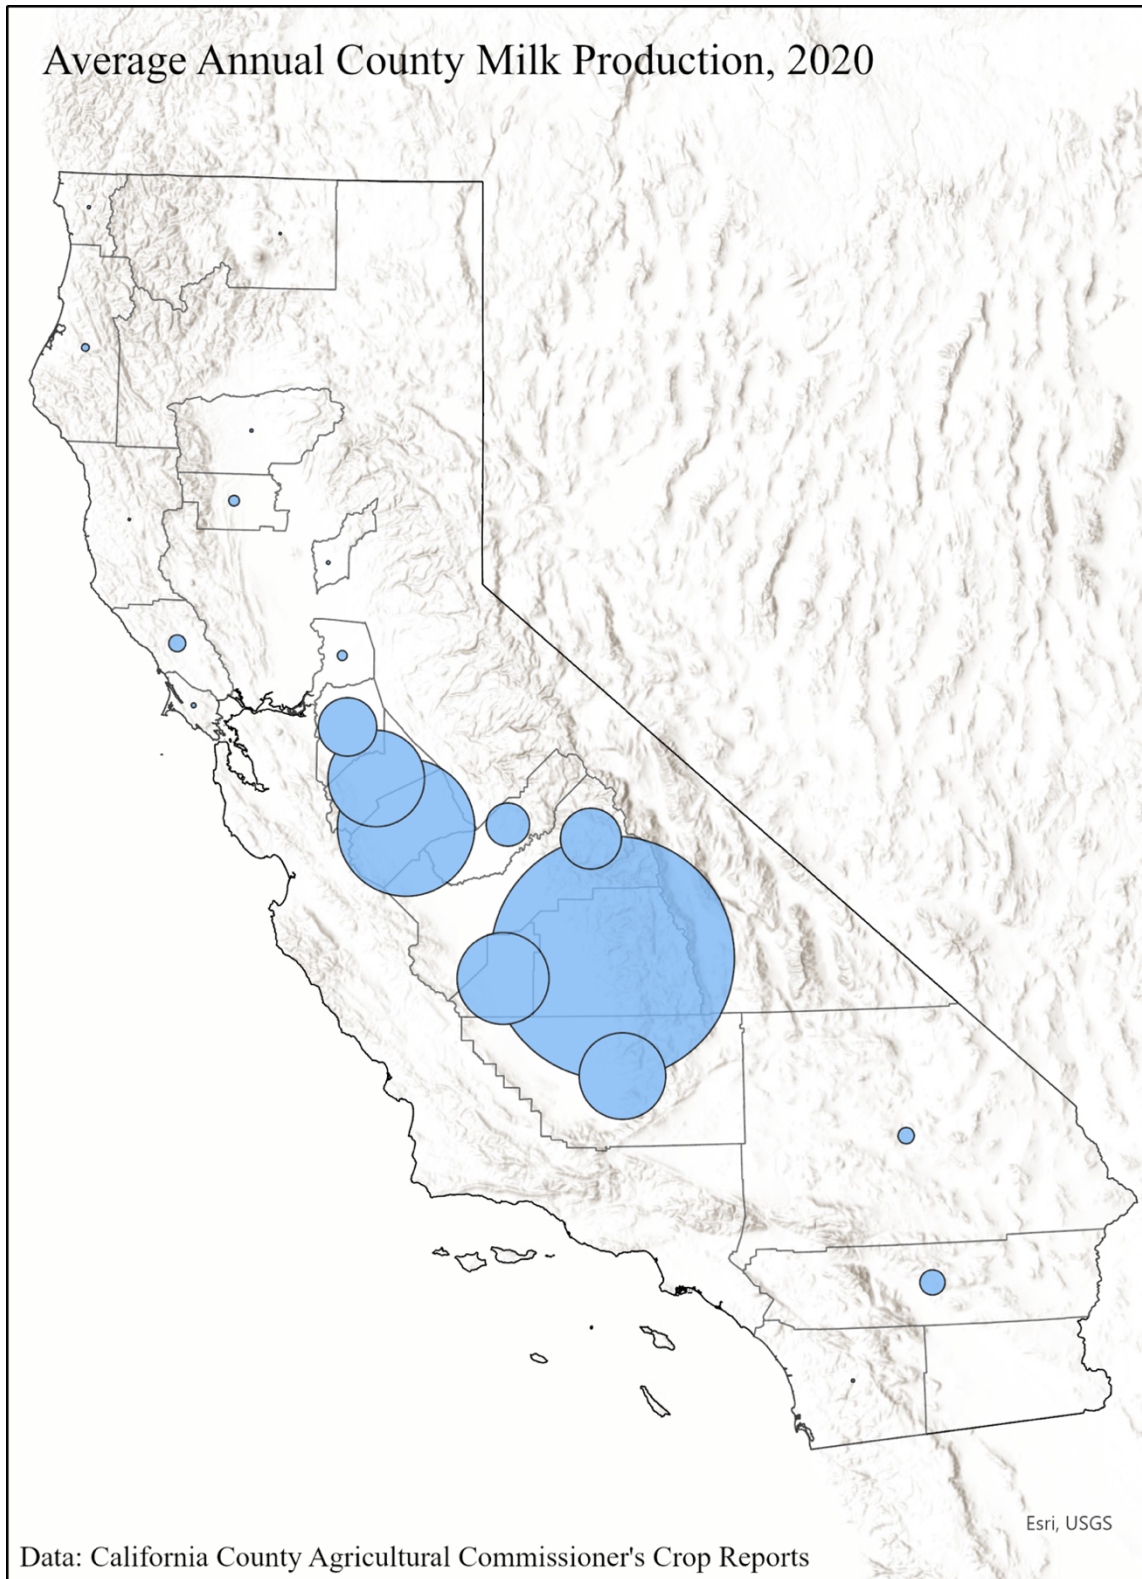 Average Annual County Milk Production, 2020
Esri, USGS
Data: California County Agricultural Commissioner's Crop Reports